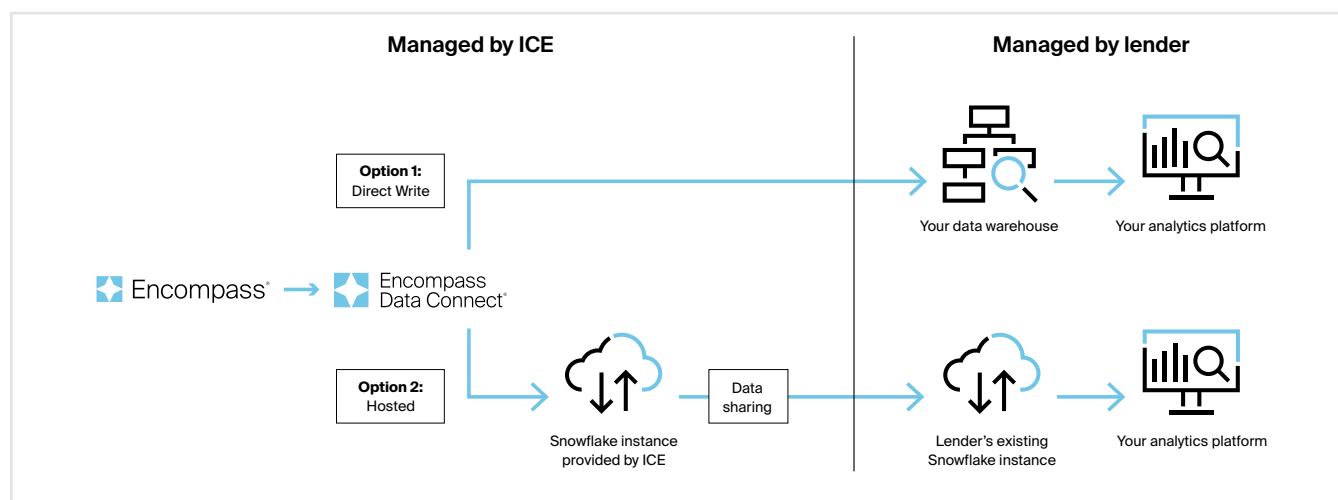 Managed by ICE
Managed by lender
Option 1:
Direct Write
Your data warehouse
Your analytics platform
Encompass®
Encompass
Data Connect®
Option 2:
Hosted
Snowflake instance
provided by ICE
Data
sharing
Lender's existing
Snowflake instance
Your analytics platform